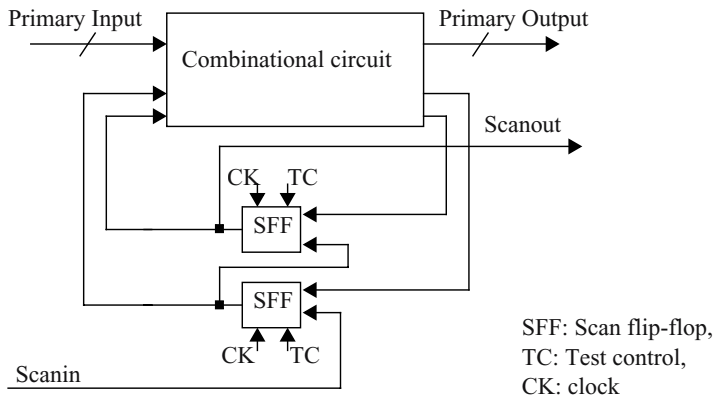 Primary Input
Primary Output
Combinational circuit
Scanout
CK
TC
SFF
SFF
CK
TC
Scanin
SFF: Scan flip-flop,
TC: Test control,
CK: clock